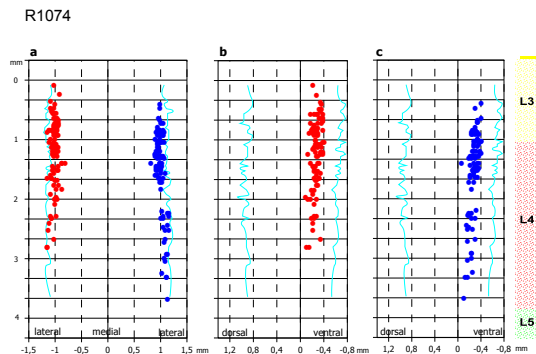 R1074
a
b
c
mm
0
1
2
3
4
L3
L4
L5
lateral
medial
lateral
dorsal
ventral
dorsal
ventral
-1,5
-1
-0,5
0
0,5
1
1,5
mm
1,2
0,8
0,4
0
-0,4
-0,8
1,2
0,8
0,4
0
-0,4
-0,8
mm